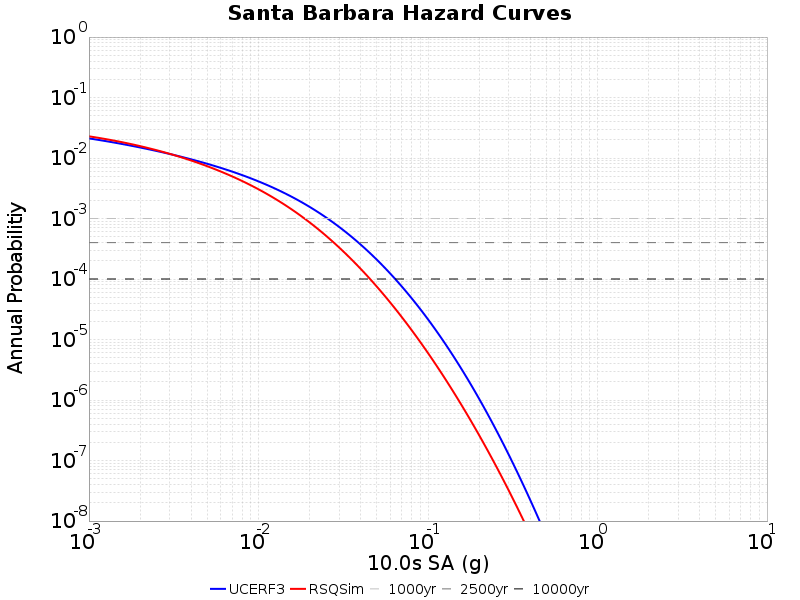 Santa Barbara Hazard Curves
10^0
10^-1
10^-2
10^-3
10^-4
10^-5
10^-6
10^-7
10^-8
Annual Probabilitiy
10^-3 10^-2 10^-1 10^0 10^1
10.0s SA (g)
UCERF3 RSQSim 1000yr 2500yr 10000yr